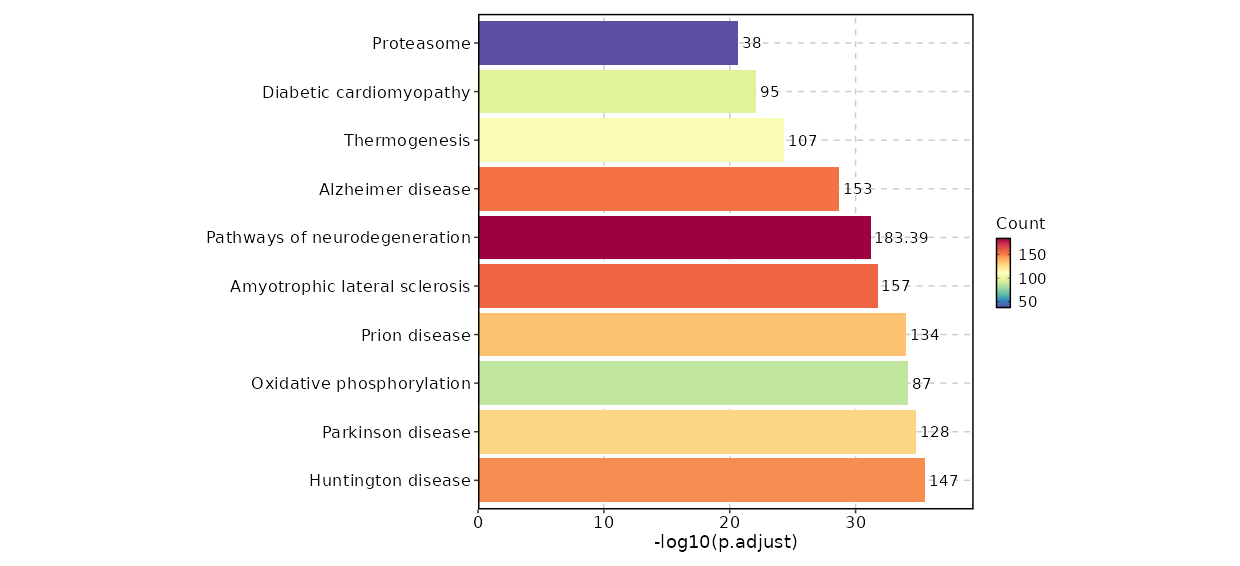 Proteasome 38
Diabetic cardiomyopathy 95
Thermogenesis 107
Alzheimer disease 153
Pathways of neurodegeneration 183.39
Amyotrophic lateral sclerosis 157
Prion disease 134
Oxidative phosphorylation 87
Parkinson disease 128
Huntington disease 147
0 10 20 30
-log10(p.adjust)
Count
150
100
50